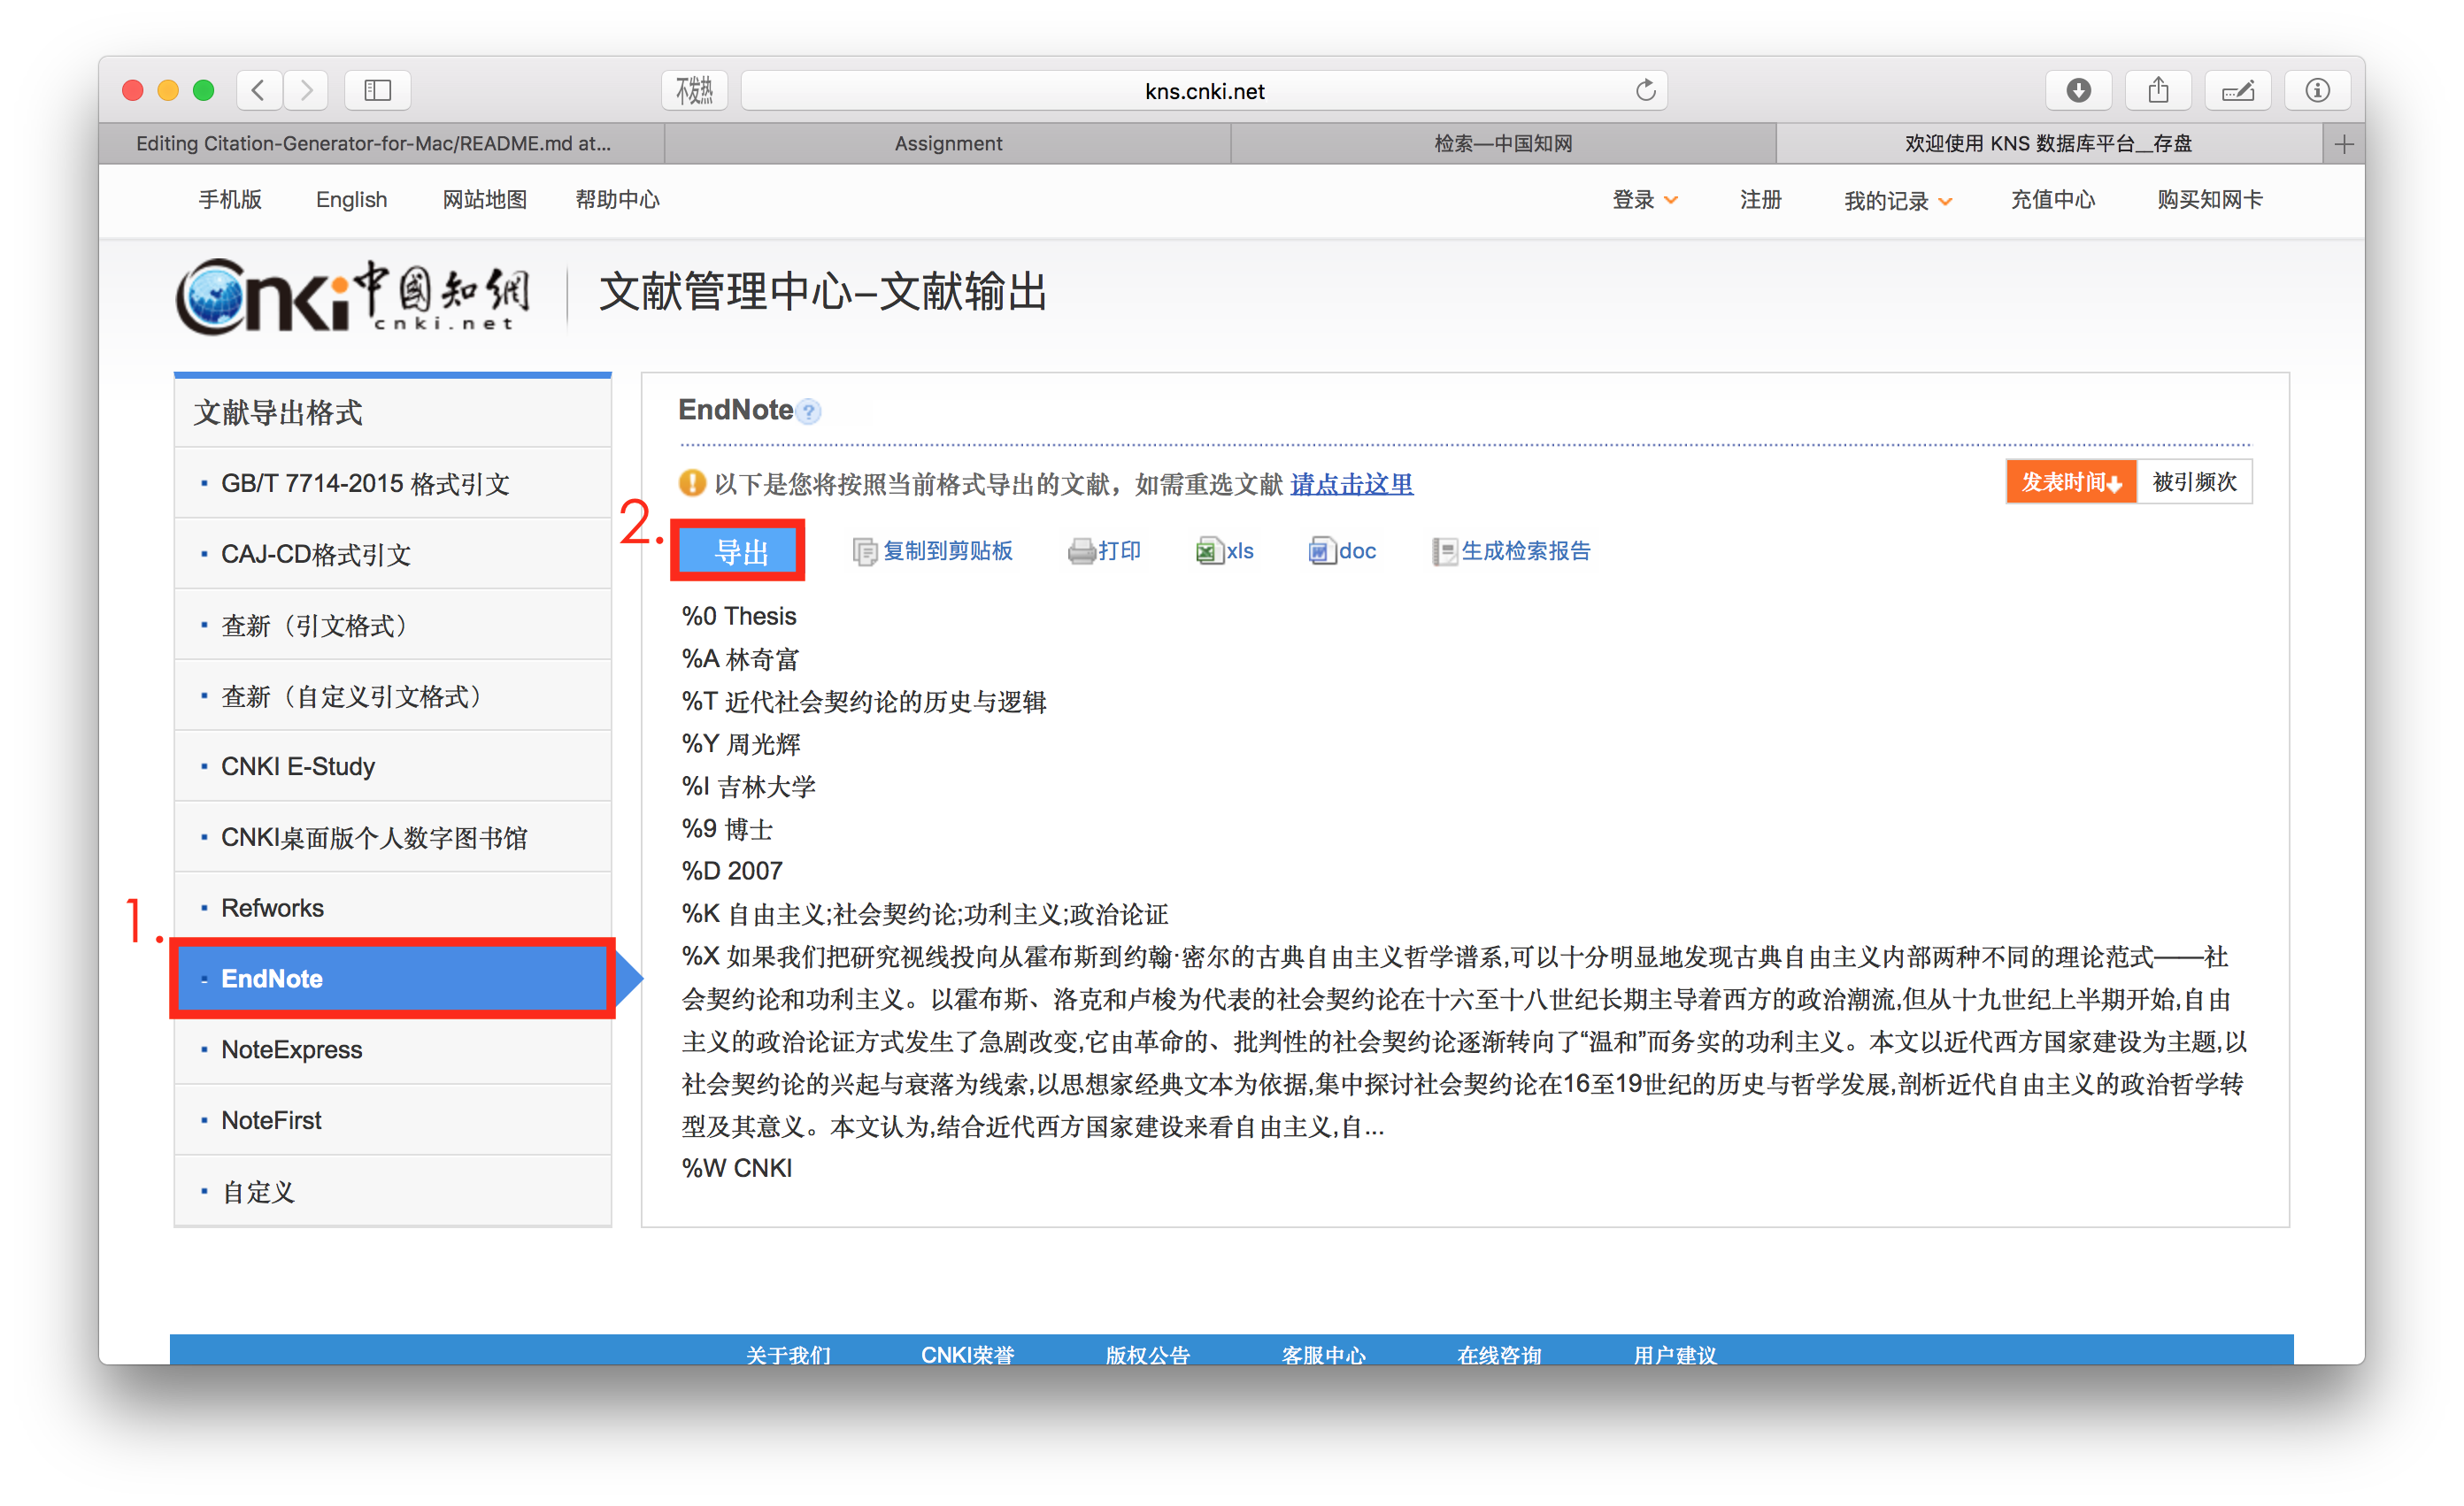 不发热
kns.cnki.net
Editing Citation-Generator-for-Mac/README.md at...
Assignment
检索—中国知网
欢迎使用 KNS 数据库平台__存盘
手机版 English 网站地图 帮助中心
登录 注册 我的记录 充值中心 购买知网卡
Cnki中國知網
cnki.net
文献管理中心–文献输出
文献导出格式
GB/T 7714-2015 格式引文
CAJ-CD格式引文
查新（引文格式）
查新（自定义引文格式）
CNKI E-Study
CNKI桌面版个人数字图书馆
Refworks
1.
EndNote
NoteExpress
NoteFirst
自定义
EndNote
以下是您将按照当前格式导出的文献，如需重选文献 请点击这里
发表时间 被引频次
2.
导出 复制到剪贴板 打印 xls doc 生成检索报告
%0 Thesis
%A 林奇富
%T 近代社会契约论的历史与逻辑
%Y 周光辉
%I 吉林大学
%9 博士
%D 2007
%K 自由主义;社会契约论;功利主义;政治论证
%X 如果我们把研究视线投向从霍布斯到约翰·密尔的古典自由主义哲学谱系,可以十分明显地发现古典自由主义内部两种不同的理论范式——社
会契约论和功利主义。以霍布斯、洛克和卢梭为代表的社会契约论在十六至十八世纪长期主导着西方的政治潮流,但从十九世纪上半期开始,自由
主义的政治论证方式发生了急剧改变,它由革命的、批判性的社会契约论逐渐转向了“温和”而务实的功利主义。本文以近代西方国家建设为主题,以
社会契约论的兴起与衰落为线索,以思想家经典文本为依据,集中探讨社会契约论在16至19世纪的历史与哲学发展,剖析近代自由主义的政治哲学转
型及其意义。本文认为,结合近代西方国家建设来看自由主义,自...
%W CNKI
关于我们 CNKI荣誉 版权公告 客服中心 在线咨询 用户建议